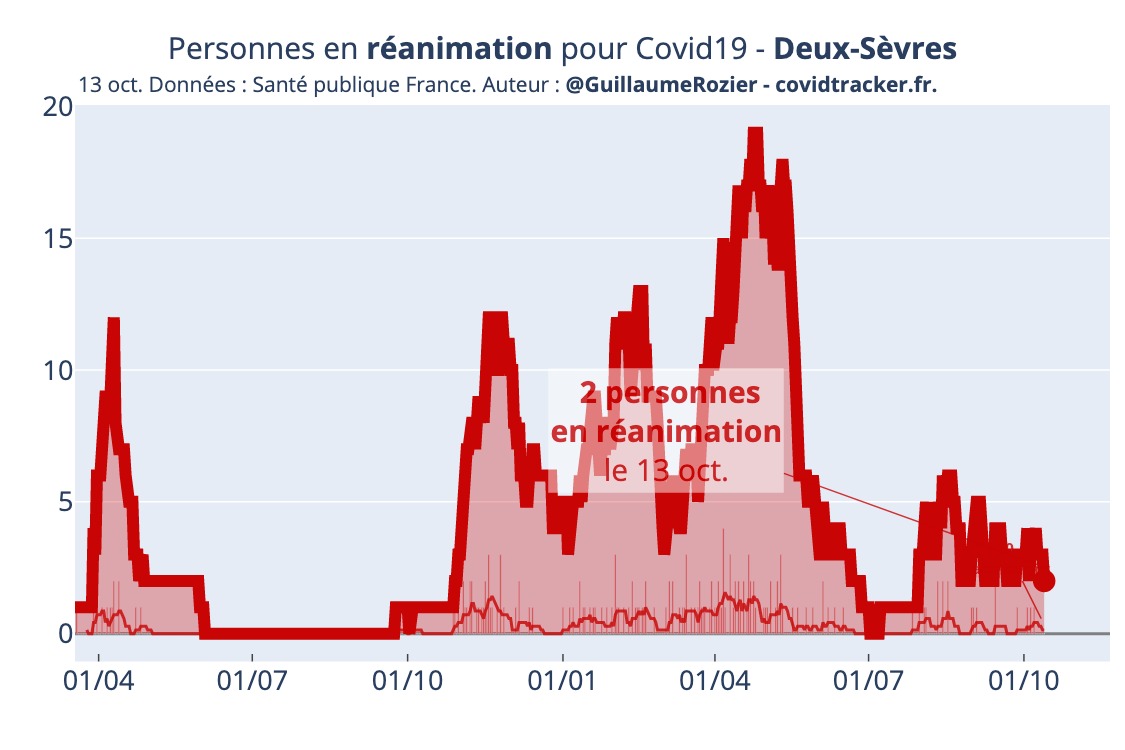 Personnes en réanimation pour Covid19 - Deux-Sèvres
13 oct. Données : Santé publique France. Auteur : @GuillaumeRozier - covidtracker.fr.
20
15
10
5
0
2 personnes
en réanimation
le 13 oct.
01/04
01/07
01/10
01/01
01/04
01/07
01/10